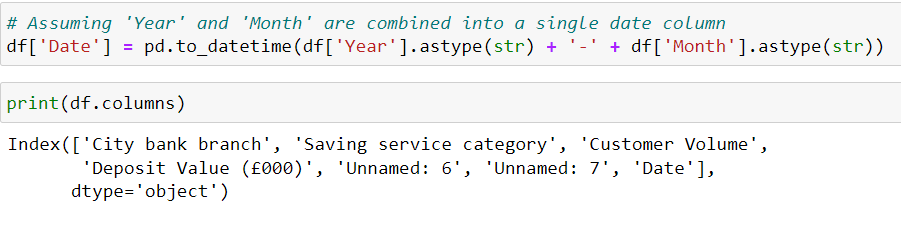 # Assuming 'Year' and 'Month' are combined into a single date column
df['Date'] = pd.to_datetime(df['Year'].astype(str) + '-' + df['Month'].astype(str))
print(df.columns)
Index(['City bank branch', 'Saving service category', 'Customer Volume',
'Deposit Value (£000)', 'Unnamed: 6', 'Unnamed: 7', 'Date'],
dtype='object')